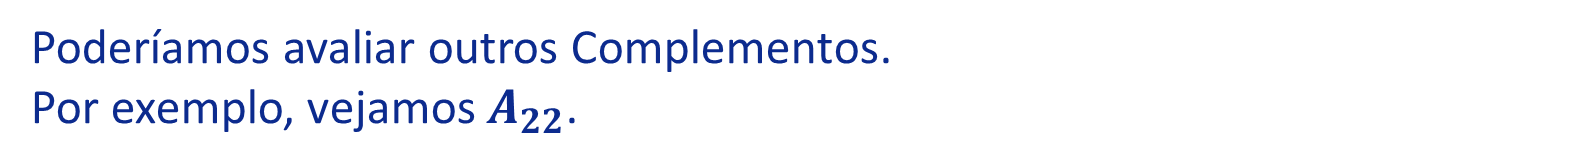 Poderíamos avaliar outros Complementos.
Por exemplo, vejamos A₂₂.